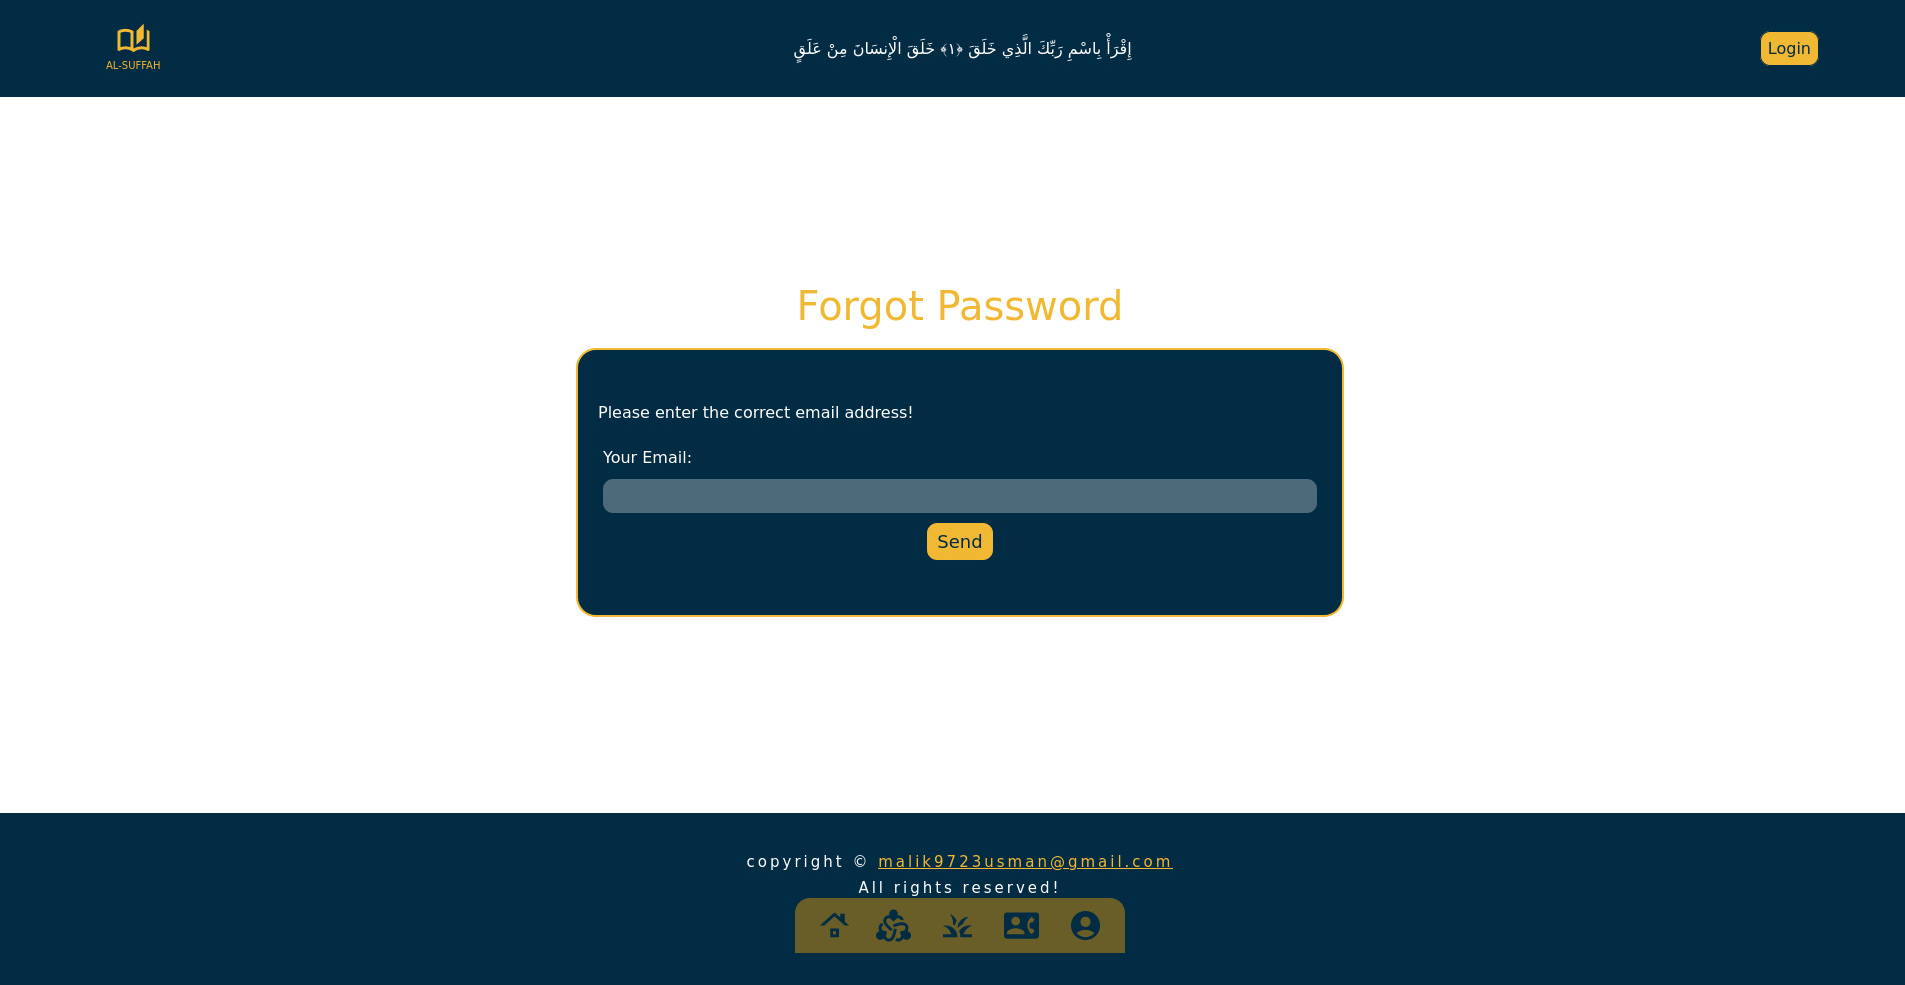 AL-SUFFAH
إِقْرَأْ بِاسْمِ رَبِّكَ الَّذِي خَلَقَ ﴿١﴾ خَلَقَ الْإِنسَانَ مِنْ عَلَقٍ
Login
Forgot Password
Please enter the correct email address!
Your Email:
Send
copyright © malik9723usman@gmail.com
All rights reserved!